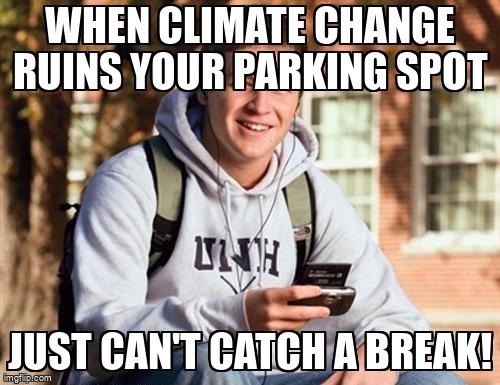 WHEN CLIMATE CHANGE
RUINS YOUR PARKING SPOT
UNH
JUST CAN'T CATCH A BREAK!
imgflip.com